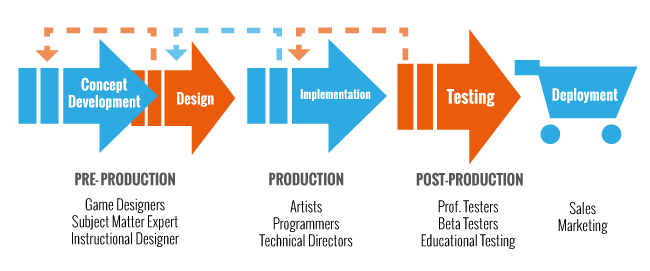 Concept
Development
Design
Implementation
Testing
Deployment
PRE-PRODUCTION
Game Designers
Subject Matter Expert
Instructional Designer
PRODUCTION
Artists
Programmers
Technical Directors
POST-PRODUCTION
Prof. Testers
Beta Testers
Educational Testing
Sales
Marketing